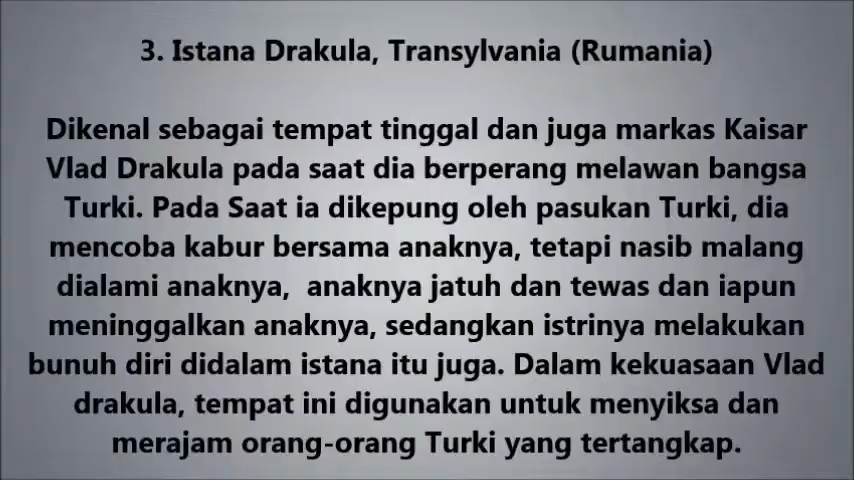 3. Istana Drakula, Transylvania (Rumania)
Dikenal sebagai tempat tinggal dan juga markas Kaisar
Vlad Drakula pada saat dia berperang melawan bangsa
Turki. Pada Saat ia dikepung oleh pasukan Turki, dia
mencoba kabur bersama anaknya, tetapi nasib malang
dialami anaknya,  anaknya jatuh dan tewas dan iapun
meninggalkan anaknya, sedangkan istrinya melakukan
bunuh diri didalam istana itu juga. Dalam kekuasaan Vlad
drakula, tempat ini digunakan untuk menyiksa dan
merajam orang-orang Turki yang tertangkap.